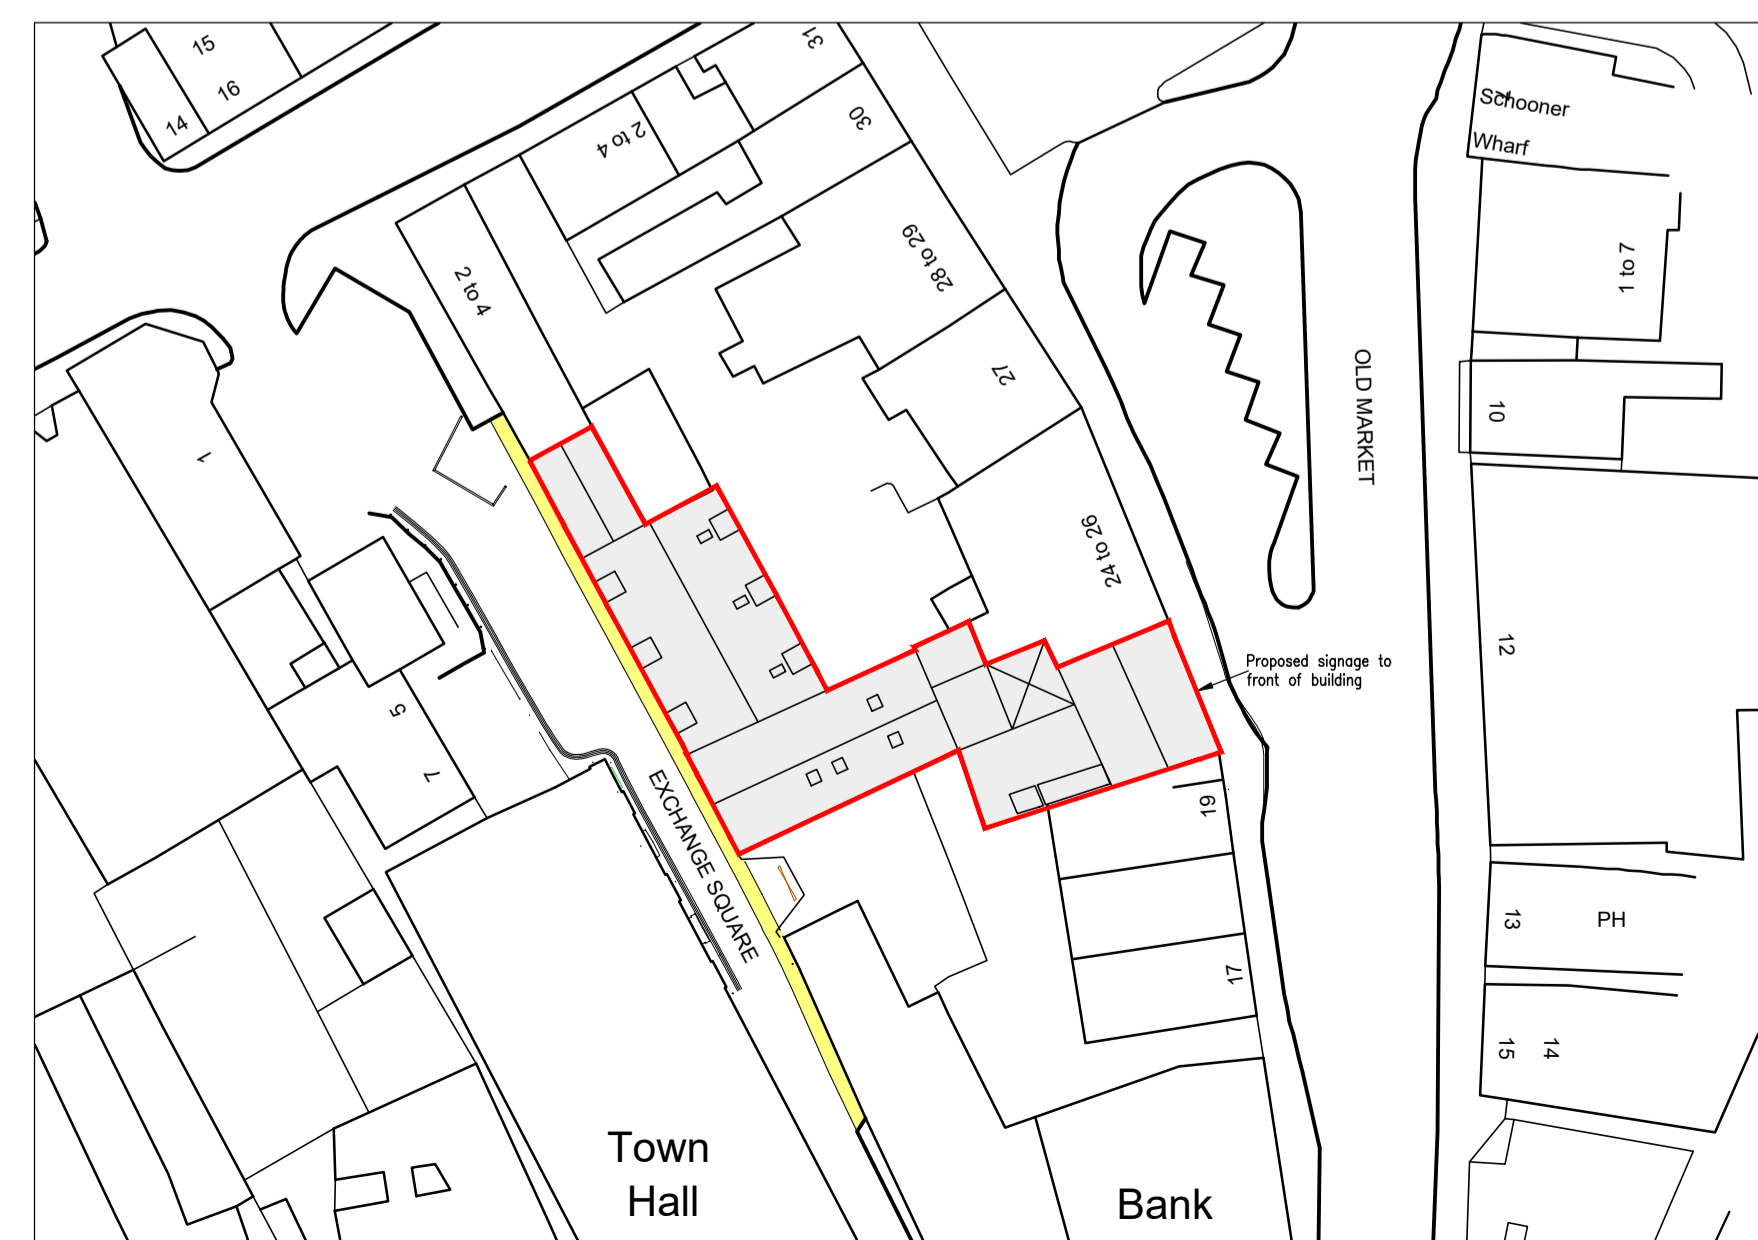 15
16
14
31
30
2 to 4
2 to 4
28 to 29
27
24 to 26
OLD MARKET
Schooner
Wharf
1 to 7
10
12
1
5
7
Proposed signage to
front of building
EXCHANGE SQUARE
19
17
13
PH
15
14
Town
Hall
Bank